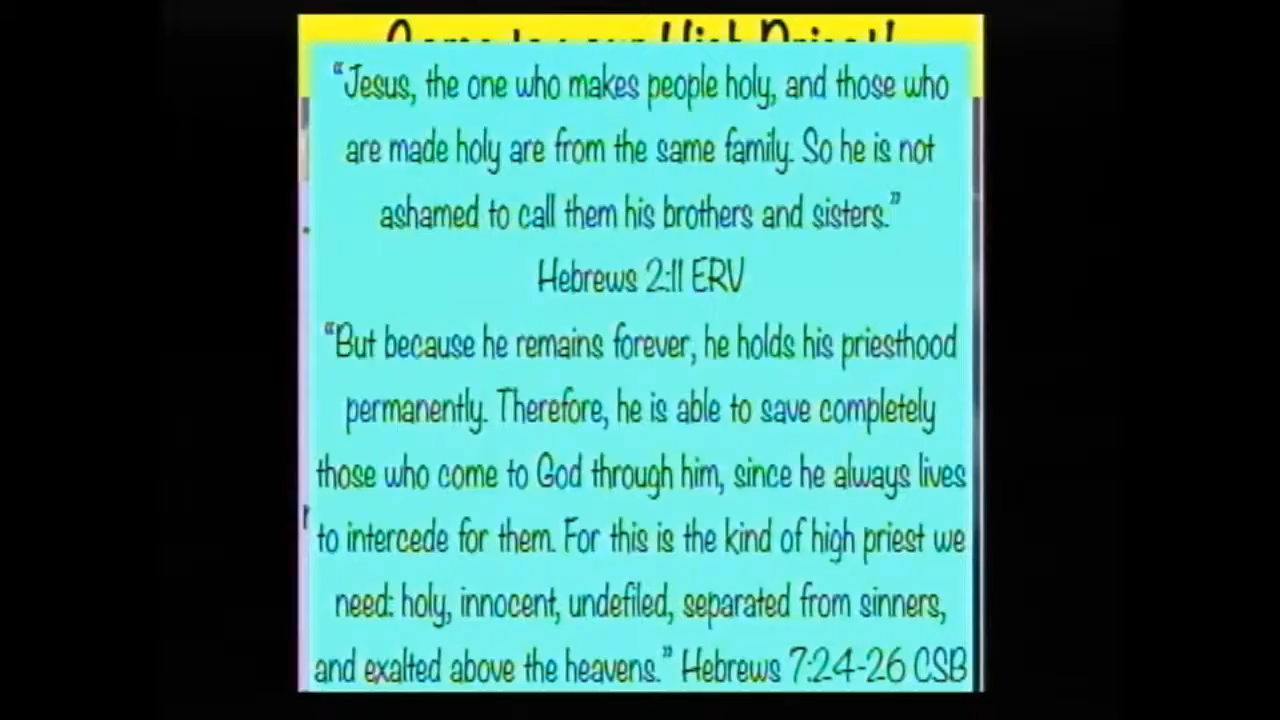 “Jesus, the one who makes people holy, and those who
are made holy are from the same family. So he is not
ashamed to call them his brothers and sisters.”
Hebrews 2:11 ERV
“But because he remains forever, he holds his priesthood
permanently. Therefore, he is able to save completely
those who come to God through him, since he always lives
to intercede for them. For this is the kind of high priest we
need: holy, innocent, undefiled, separated from sinners,
and exalted above the heavens.” Hebrews 7:24-26 CSB